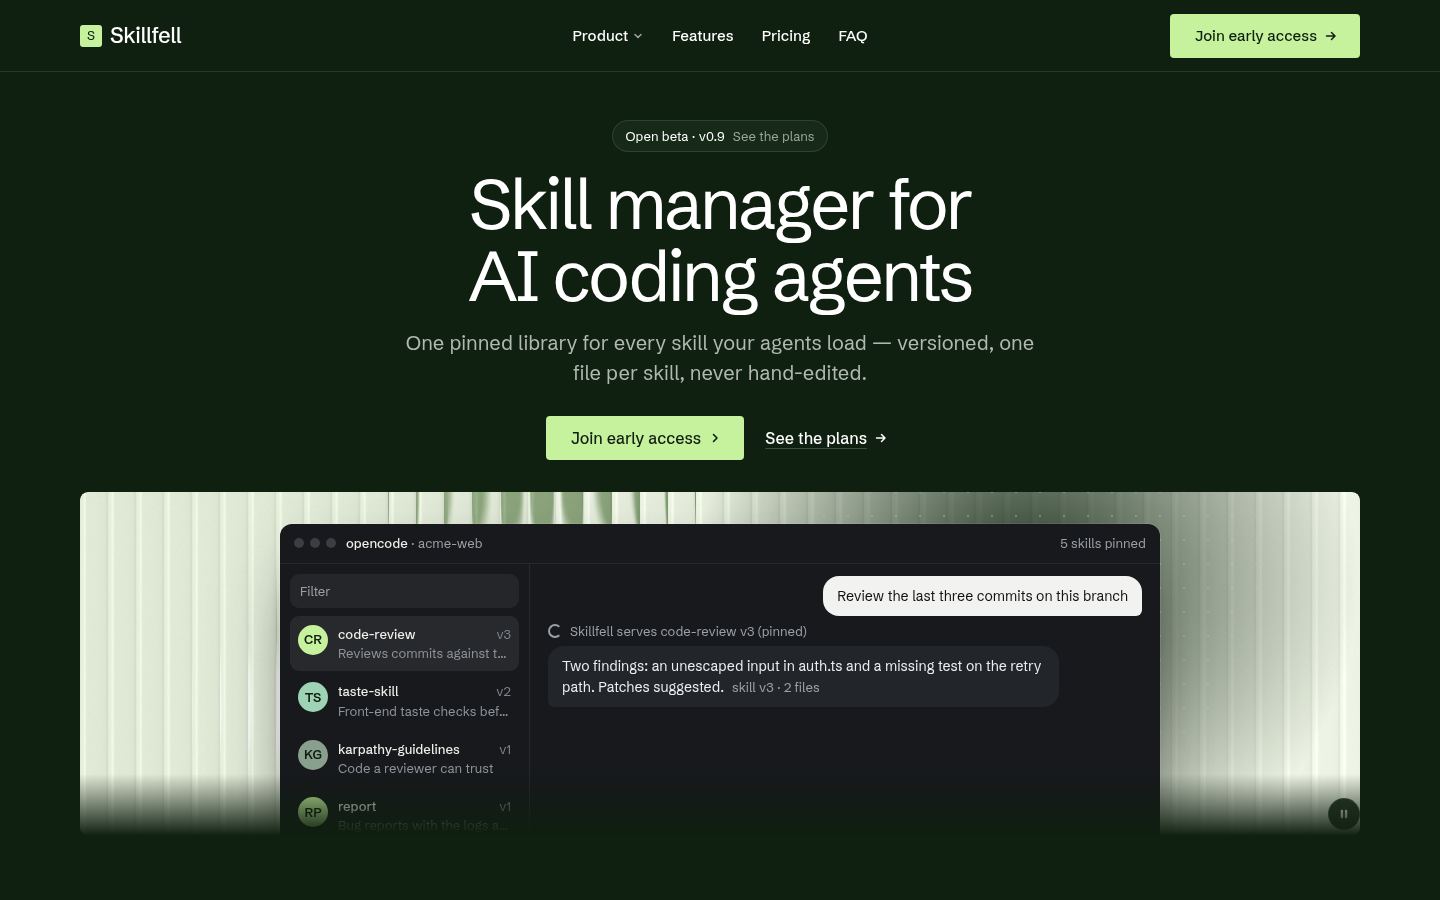 S Skillfell Product Features Pricing FAQ Join early access →
Open beta · v0.9 See the plans
Skill manager for
AI coding agents
One pinned library for every skill your agents load — versioned, one
file per skill, never hand-edited.
Join early access › See the plans →
opencode · acme-web 5 skills pinned
Filter
CR code-review v3
Reviews commits against t...
TS taste-skill v2
Front-end taste checks bef...
KG karpathy-guidelines v1
Code a reviewer can trust
RP report v1
Bug reports with the logs a...
Review the last three commits on this branch
Skillfell serves code-review v3 (pinned)
Two findings: an unescaped input in auth.ts and a missing test on the retry
path. Patches suggested. skill v3 · 2 files